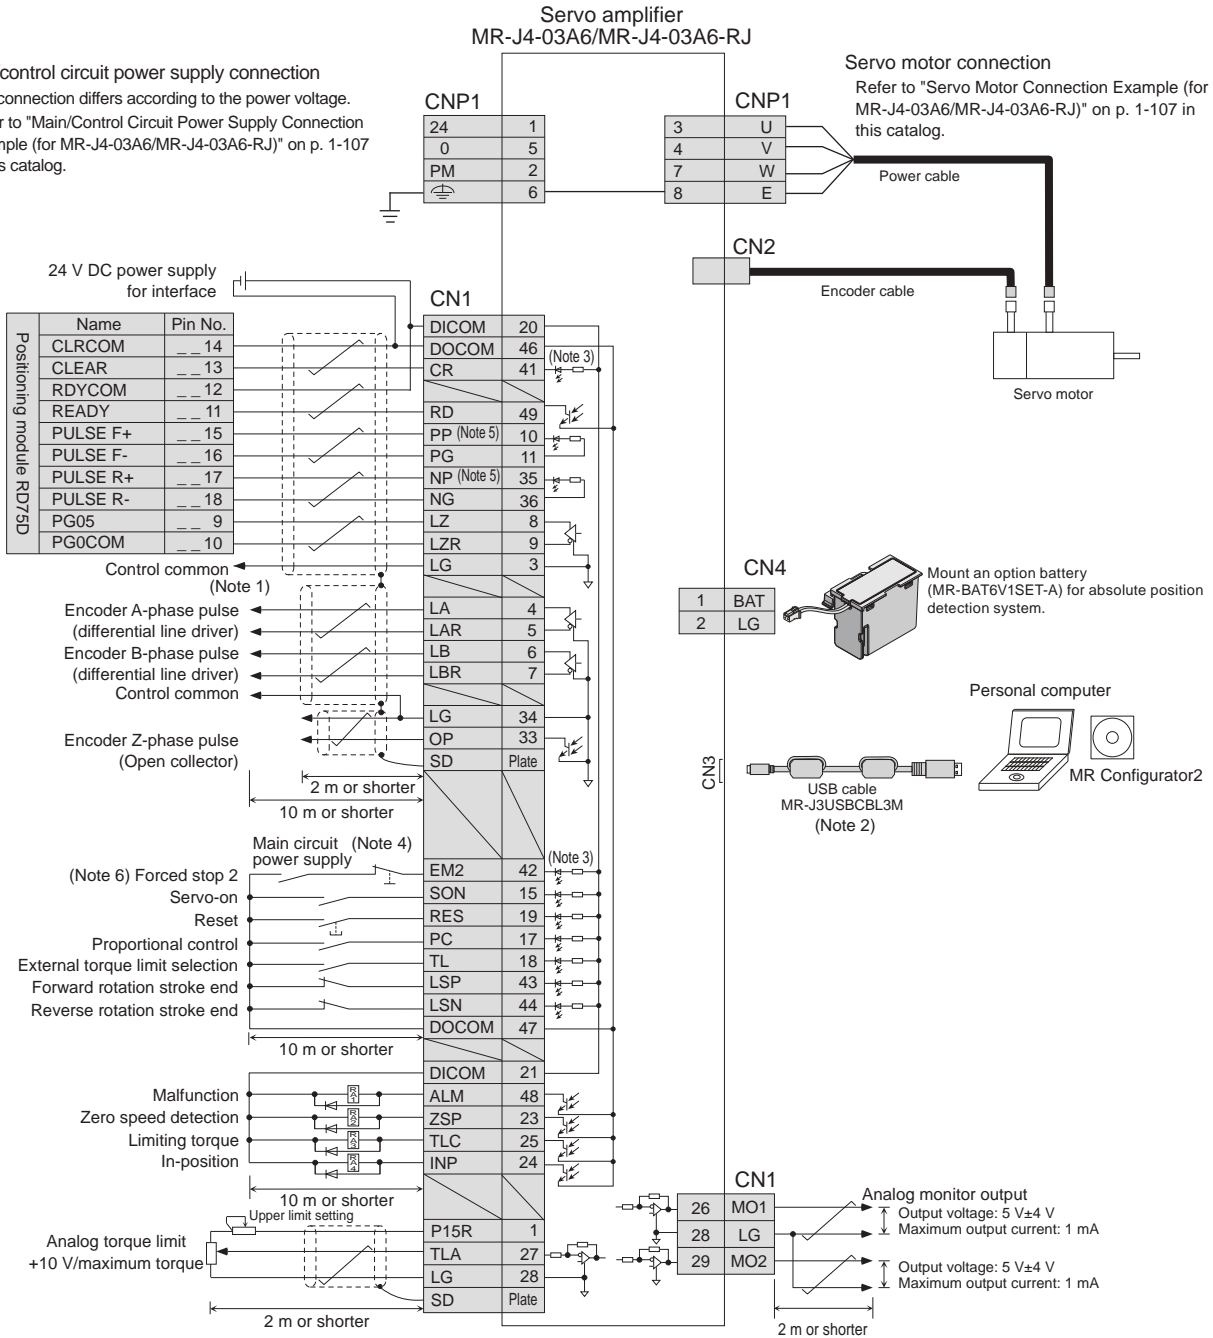 Servo amplifier
MR-J4-03A6/MR-J4-03A6-RJ
/control circuit power supply connection
connection differs according to the power voltage.
r to "Main/Control Circuit Power Supply Connection
mple (for MR-J4-03A6/MR-J4-03A6-RJ)" on p. 1-107
s catalog.
CNP1
24 1
0 5
PM 2
6
CNP1
3 U
4 V
7 W
8 E
Servo motor connection
Refer to "Servo Motor Connection Example (for
MR-J4-03A6/MR-J4-03A6-RJ)" on p. 1-107 in
this catalog.
Power cable
CN2
Encoder cable
Servo motor
24 V DC power supply
for interface
Positioning module RD75D
Name Pin No.
CLRCOM _ _ 14
CLEAR _ _ 13
RDYCOM _ _ 12
READY _ _ 11
PULSE F+ _ _ 15
PULSE F- _ _ 16
PULSE R+ _ _ 17
PULSE R- _ _ 18
PG05 _ _ 9
PG0COM _ _ 10
Control common
(Note 1)
Encoder A-phase pulse
(differential line driver)
Encoder B-phase pulse
(differential line driver)
Control common
Encoder Z-phase pulse
(Open collector)
2 m or shorter
10 m or shorter
CN1
DICOM 20
DOCOM 46
(Note 3)
CR 41
RD 49
PP (Note 5) 10
PG 11
NP (Note 5) 35
NG 36
LZ 8
LZR 9
LG 3
LA 4
LAR 5
LB 6
LBR 7
LG 34
OP 33
SD Plate
CN4
1 BAT
2 LG
Mount an option battery
(MR-BAT6V1SET-A) for absolute position
detection system.
Personal computer
CN3
USB cable
MR-J3USBCBL3M
(Note 2)
MR Configurator2
Main circuit (Note 4)
power supply
(Note 3)
(Note 6) Forced stop 2 EM2 42
Servo-on SON 15
Reset RES 19
Proportional control PC 17
External torque limit selection TL 18
Forward rotation stroke end LSP 43
Reverse rotation stroke end LSN 44
DOCOM 47
10 m or shorter
DICOM 21
Malfunction RA1 ALM 48
Zero speed detection RA2 ZSP 23
Limiting torque RA3 TLC 25
In-position RA4 INP 24
10 m or shorter
Upper limit setting
Analog torque limit
+10 V/maximum torque
P15R 1
TLA 27
LG 28
SD Plate
2 m or shorter
CN1
26 MO1
28 LG
29 MO2
Analog monitor output
Output voltage: 5 V±4 V
Maximum output current: 1 mA
Output voltage: 5 V±4 V
Maximum output current: 1 mA
2 m or shorter